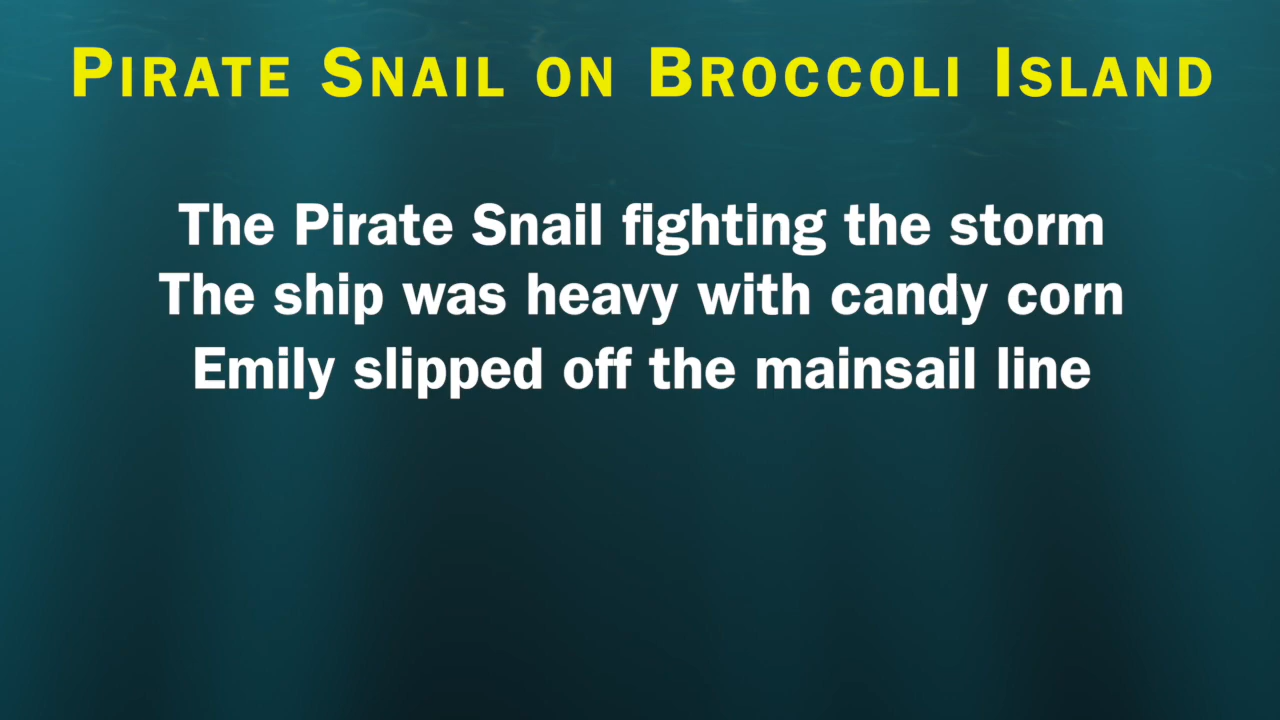 Pirate Snail on Broccoli Island
The Pirate Snail fighting the storm
The ship was heavy with candy corn
Emily slipped off the mainsail line